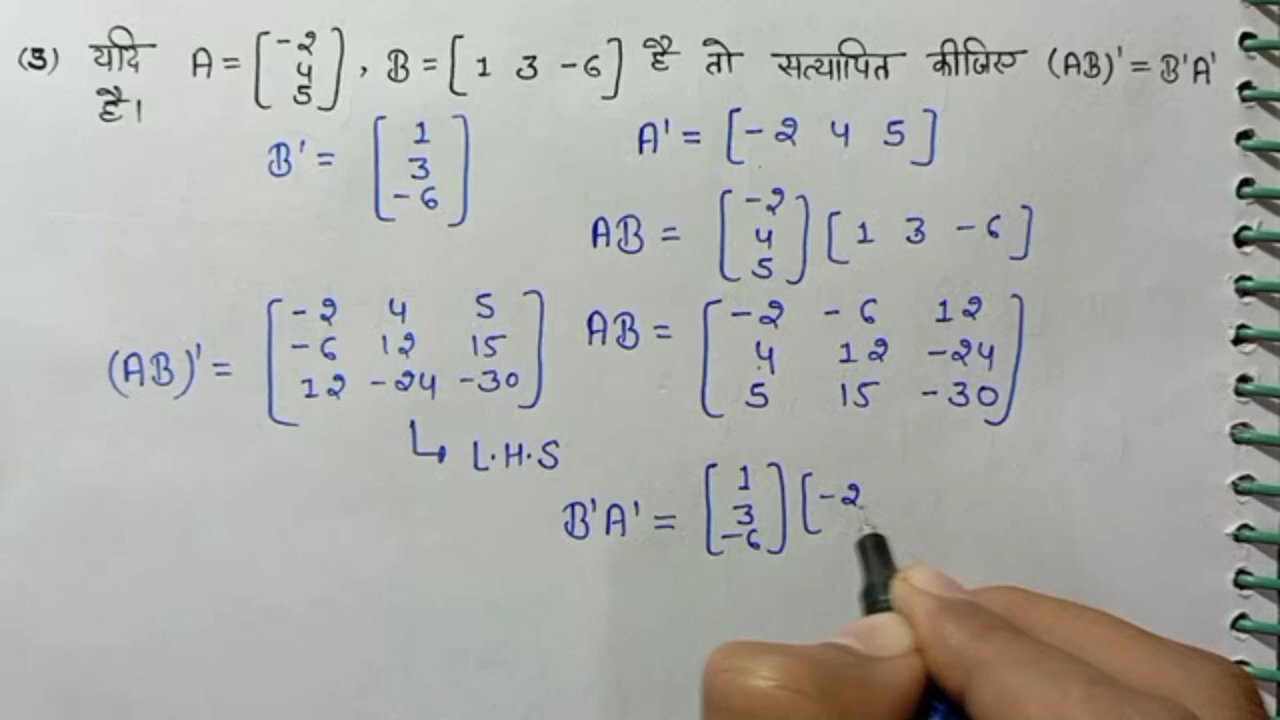 (3) यदि A = [-2 4 5], B = [1 3 -6] है तो सत्यापित कीजिए (AB)' = B'A'
है।
B' = [1 3 -6]
A' = [-2 4 5]
AB = [-2 4 5] [1 3 -6]
(AB)' = [-2 4 5
-6 12 15
12 -24 -30]
↳ L.H.S
AB = [-2 -6 12
4 12 -24
5 15 -30]
B'A' = [1 3 -6] [-2